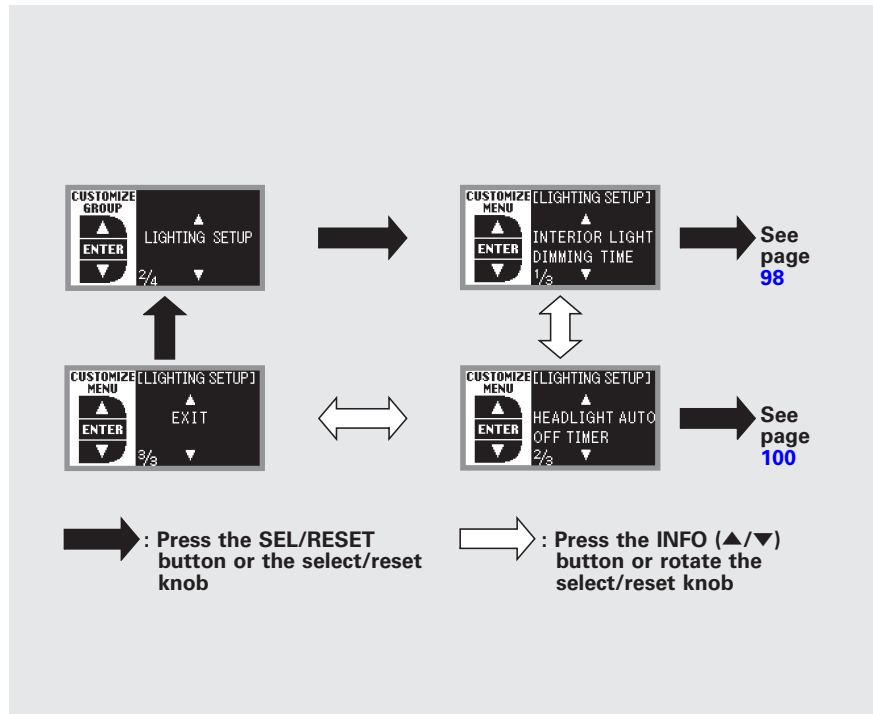 CUSTOMIZE
GROUP
▲
ENTER
▼
▲
LIGHTING SETUP
2/4 ▼
CUSTOMIZE
MENU
▲
ENTER
▼
[LIGHTING SETUP]
▲
INTERIOR LIGHT
DIMMING TIME
1/3 ▼
See
page
98
CUSTOMIZE
MENU
▲
ENTER
▼
[LIGHTING SETUP]
▲
EXIT
3/3 ▼
CUSTOMIZE
MENU
▲
ENTER
▼
[LIGHTING SETUP]
▲
HEADLIGHT AUTO
OFF TIMER
2/3 ▼
See
page
100
: Press the SEL/RESET
button or the select/reset
knob
: Press the INFO (▲/▼)
button or rotate the
select/reset knob